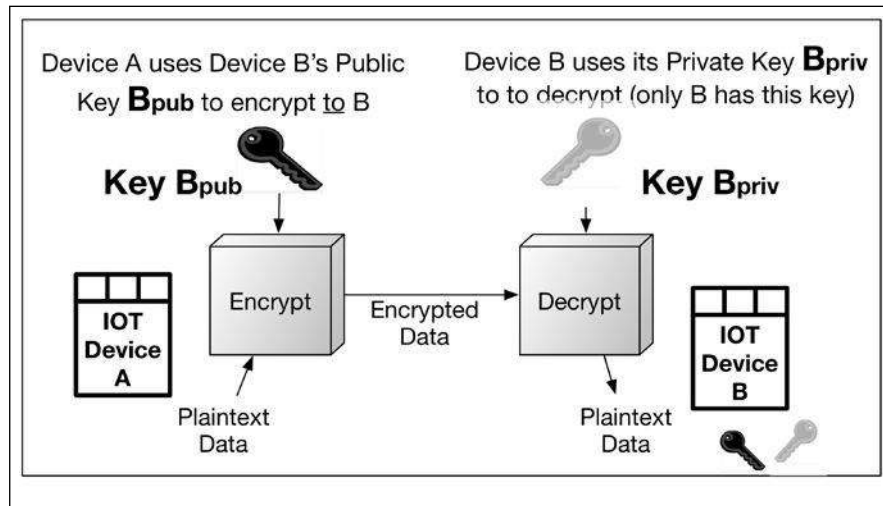 Device A uses Device B's Public
Key Bpub to encrypt to B
Device B uses its Private Key Bpriv
to to decrypt (only B has this key)
Key Bpub
Key Bpriv
Encrypt
Encrypted
Data
Decrypt
IOT
Device
A
IOT
Device
B
Plaintext
Data
Plaintext
Data